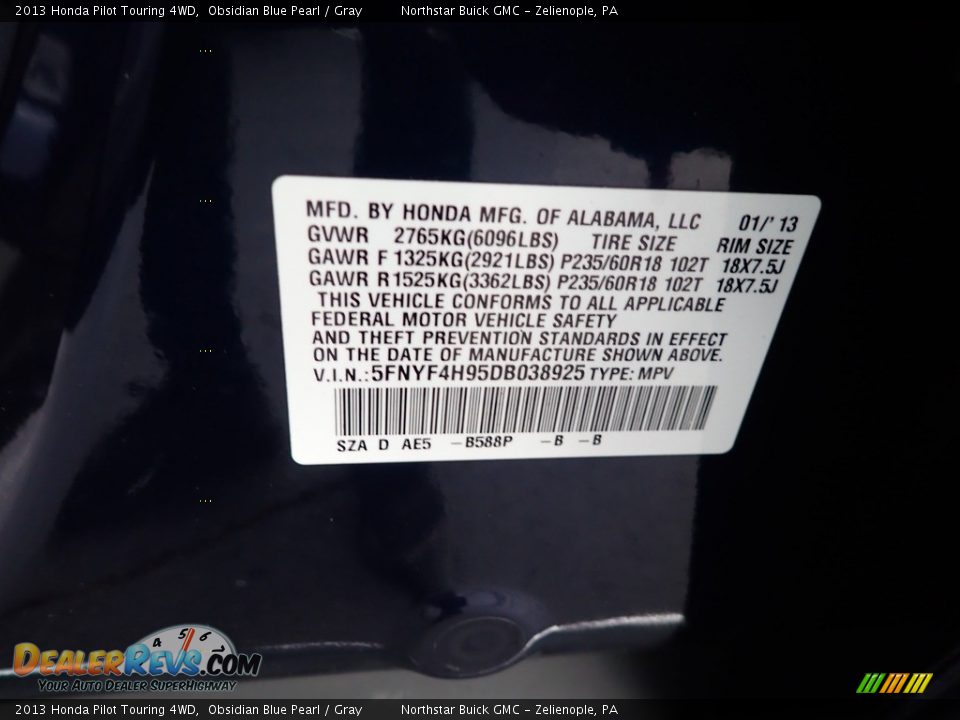 2013 Honda Pilot Touring 4WD, Obsidian Blue Pearl / Gray Northstar Buick GMC - Zelienople, PA
MFD. BY HONDA MFG. OF ALABAMA, LLC 01/' 13
GVWR 2765KG(6096LBS) TIRE SIZE RIM SIZE
GAWR F 1325KG(2921LBS) P235/60R18 102T 18X7.5J
GAWR R1525KG(3362LBS) P235/60R18 102T 18X7.5J
THIS VEHICLE CONFORMS TO ALL APPLICABLE
FEDERAL MOTOR VEHICLE SAFETY
AND THEFT PREVENTION STANDARDS IN EFFECT
ON THE DATE OF MANUFACTURE SHOWN ABOVE.
V.I.N.: 5FNYF4H95DB038925 TYPE: MPV
SZA D AE5 -B588P -B -B
4 5 6
DEALERREVS.COM
YOUR AUTO DEALER SUPERHIGHWAY
2013 Honda Pilot Touring 4WD, Obsidian Blue Pearl / Gray Northstar Buick GMC - Zelienople, PA